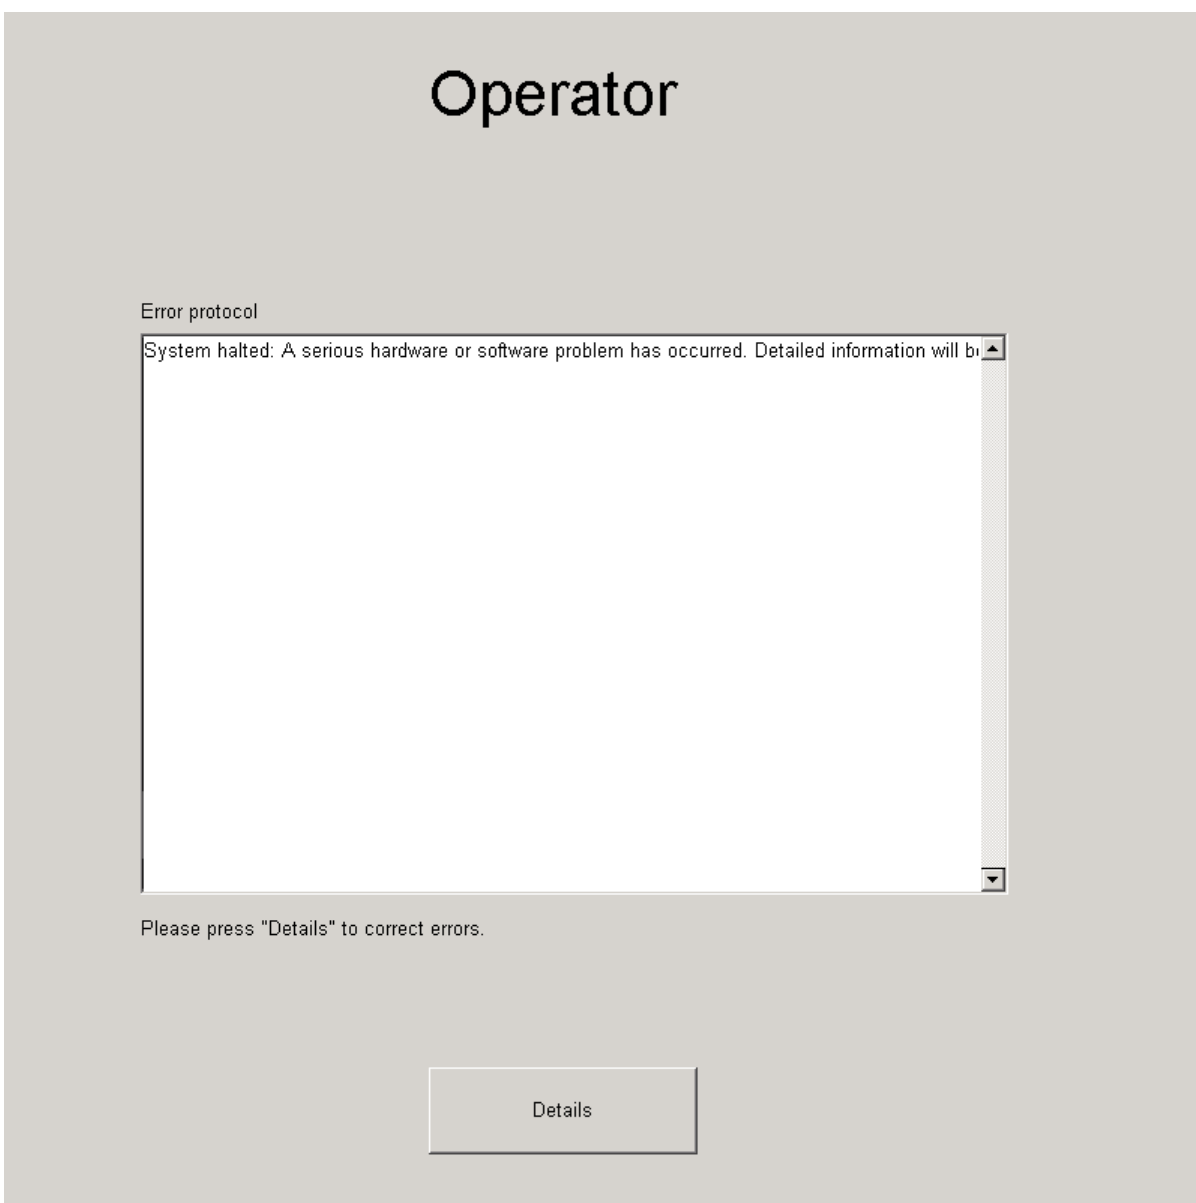 Operator
Error protocol
System halted: A serious hardware or software problem has occurred. Detailed information will
Please press "Details" to correct errors.
Details